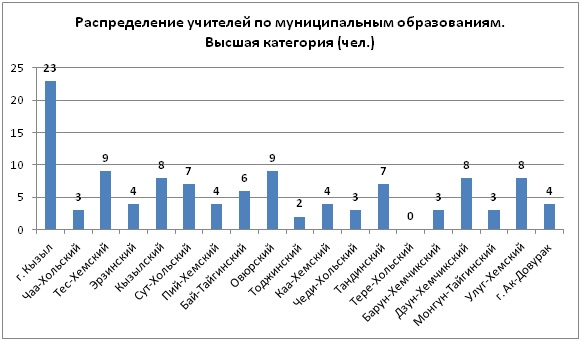 Распределение учителей по муниципальным образованиям.
Высшая категория (чел.)
25
20
15
10
5
0
23
3
9
4
8
7
4
6
9
2
4
3
7
0
3
8
3
8
4
г. Кызыл
Чаа-Хольский
Тес-Хемский
Эрзинский
Кызылский
Сут-Хольский
Пий-Хемский
Бай-Тайгинский
Овюрский
Тоджинский
Каа-Хемский
Чеди-Хольский
Тандинский
Тере-Хольский
Барун-Хемчикский
Дзун-Хемчикский
Монгун-Тайгинский
Улуг-Хемский
г. Ак-Довурак